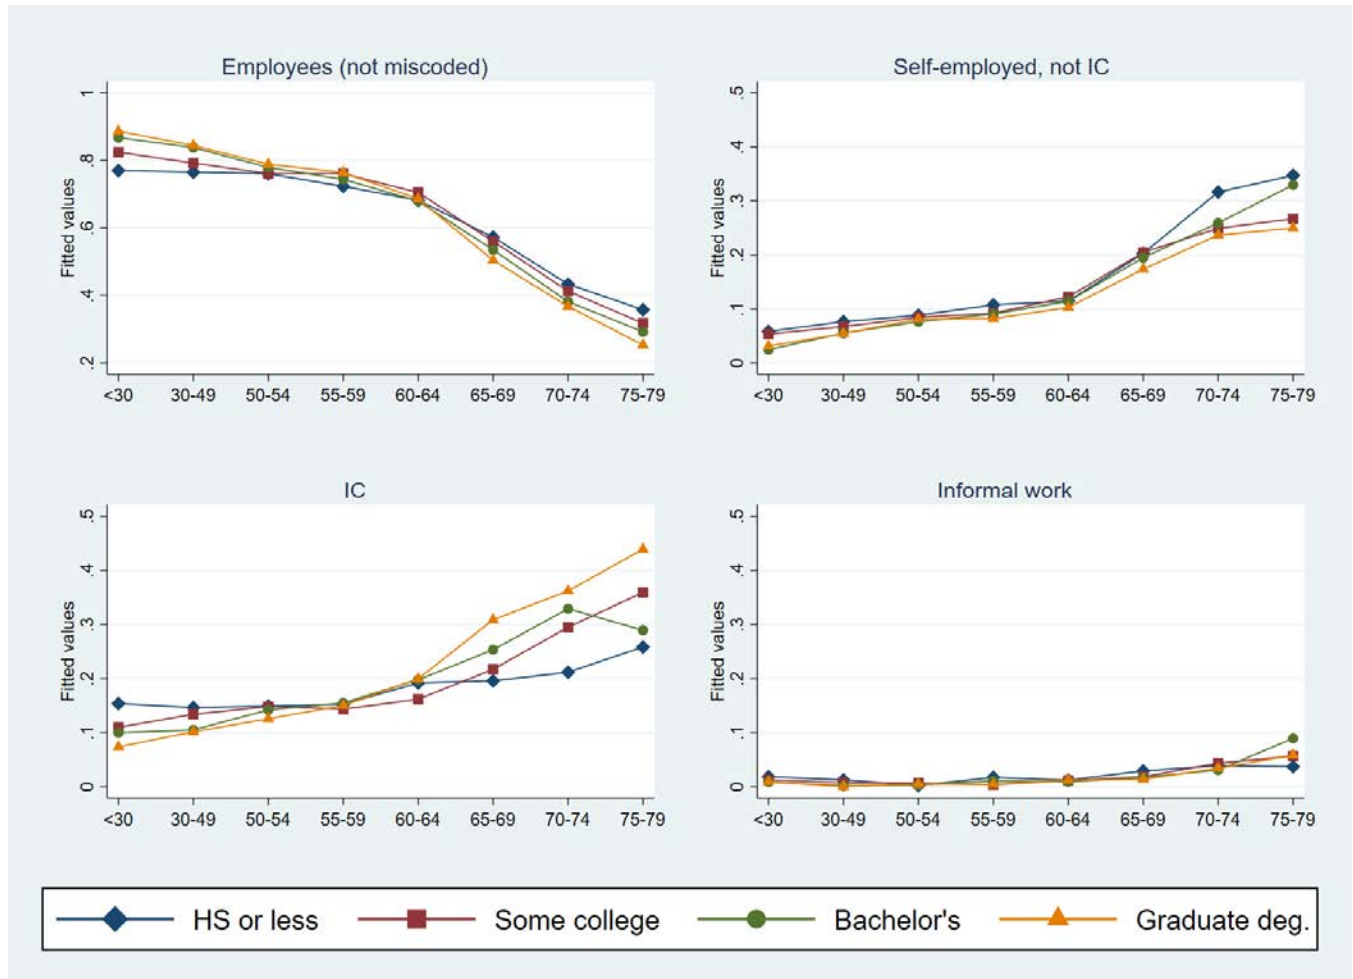 Employees (not miscoded)
Fitted values
1
.8
.6
.4
.2
<30 30-49 50-54 55-59 60-64 65-69 70-74 75-79
Self-employed, not IC
Fitted values
.5
.4
.3
.2
.1
0
<30 30-49 50-54 55-59 60-64 65-69 70-74 75-79
IC
Fitted values
.5
.4
.3
.2
.1
0
<30 30-49 50-54 55-59 60-64 65-69 70-74 75-79
Informal work
Fitted values
.5
.4
.3
.2
.1
0
<30 30-49 50-54 55-59 60-64 65-69 70-74 75-79
HS or less Some college Bachelor's Graduate deg.